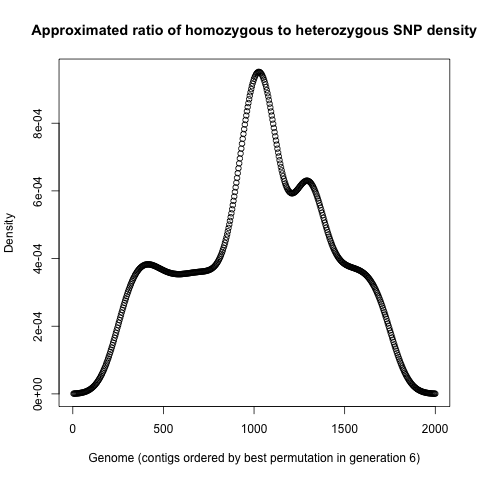 Approximated ratio of homozygous to heterozygous SNP density
Density
8e-04
6e-04
4e-04
2e-04
0e+00
0 500 1000 1500 2000
Genome (contigs ordered by best permutation in generation 6)